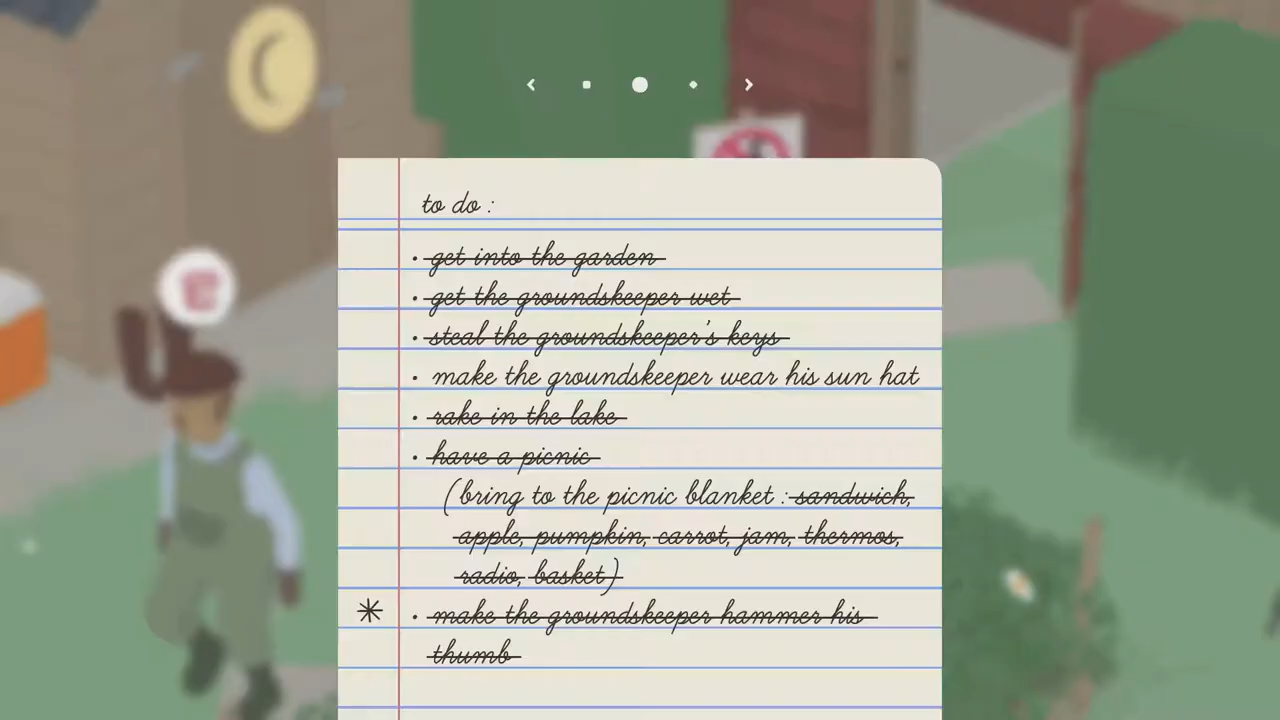 to do :
• get into the garden
• get the groundskeeper wet
• steal the groundskeeper's keys
• make the groundskeeper wear his sun hat
• rake in the lake
• have a picnic
(bring to the picnic blanket : sandwich,
apple, pumpkin, carrot, jam, thermos,
radio, basket)
• make the groundskeeper hammer his
thumb